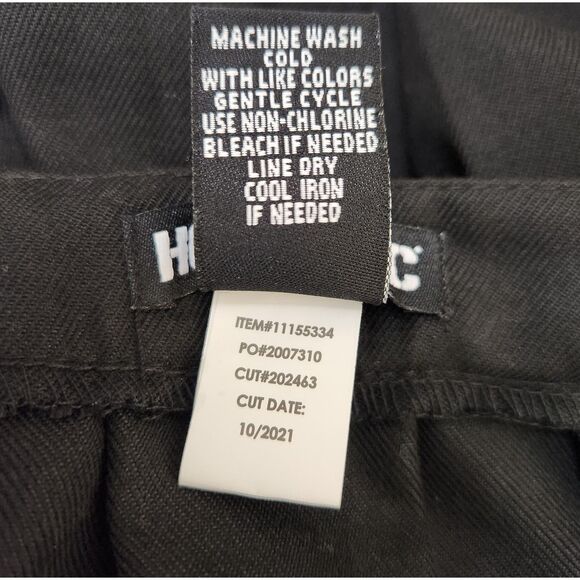 MACHINE WASH
COLD
WITH LIKE COLORS
GENTLE CYCLE
USE NON-CHLORINE
BLEACH IF NEEDED
LINE DRY
COOL IRON
IF NEEDED
ITEM#11155334
PO#2007310
CUT#202463
CUT DATE:
10/2021